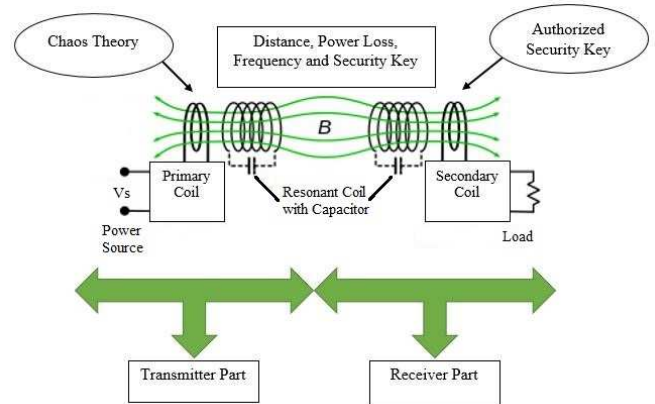 Chaos Theory
Distance, Power Loss,
Frequency and Security Key
Authorized
Security Key
B
Primary
Coil
Vs
Power
Source
Resonant Coil
with Capacitor
Secondary
Coil
Load
Transmitter Part
Receiver Part